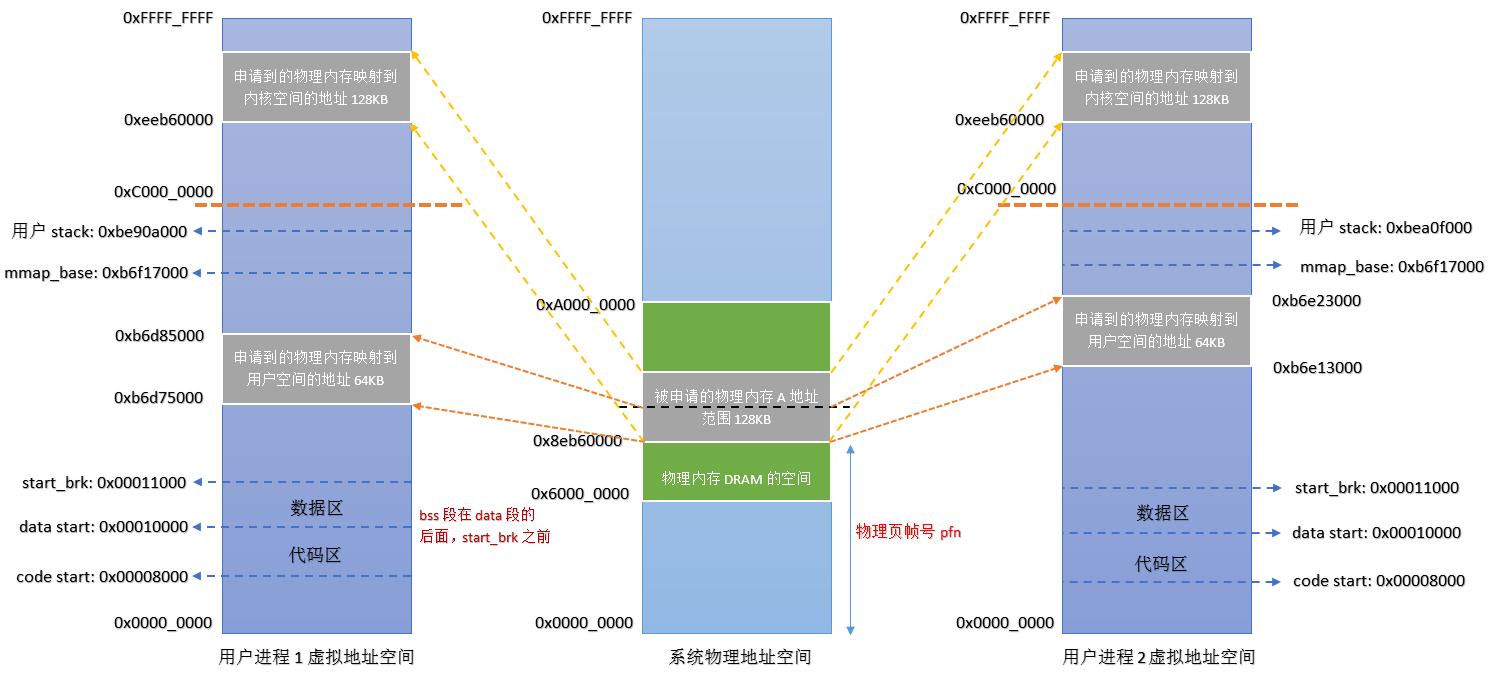 0xFFFF_FFFF
申请到的物理内存映射到
内核空间的地址 128KB
0xeeb60000
0xC000_0000
用户 stack: 0xbe90a000
mmap_base: 0xb6f17000
0xb6d85000
申请到的物理内存映射到
用户空间的地址 64KB
0xb6d75000
start_brk: 0x00011000
数据区
data start: 0x00010000
代码区
code start: 0x00008000
0x0000_0000
用户进程 1 虚拟地址空间
bss 段在 data 段的
后面，start_brk 之前
0xFFFF_FFFF
0xA000_0000
被申请的物理内存 A 地址
范围 128KB
0x8eb60000
物理内存 DRAM 的空间
0x6000_0000
物理页帧号 pfn
0x0000_0000
系统物理地址空间
0xFFFF_FFFF
申请到的物理内存映射到
内核空间的地址 128KB
0xeeb60000
0xC000_0000
用户 stack: 0xbea0f000
mmap_base: 0xb6f17000
0xb6e23000
申请到的物理内存映射到
用户空间的地址 64KB
0xb6e13000
start_brk: 0x00011000
数据区
data start: 0x00010000
代码区
code start: 0x00008000
0x0000_0000
用户进程 2 虚拟地址空间